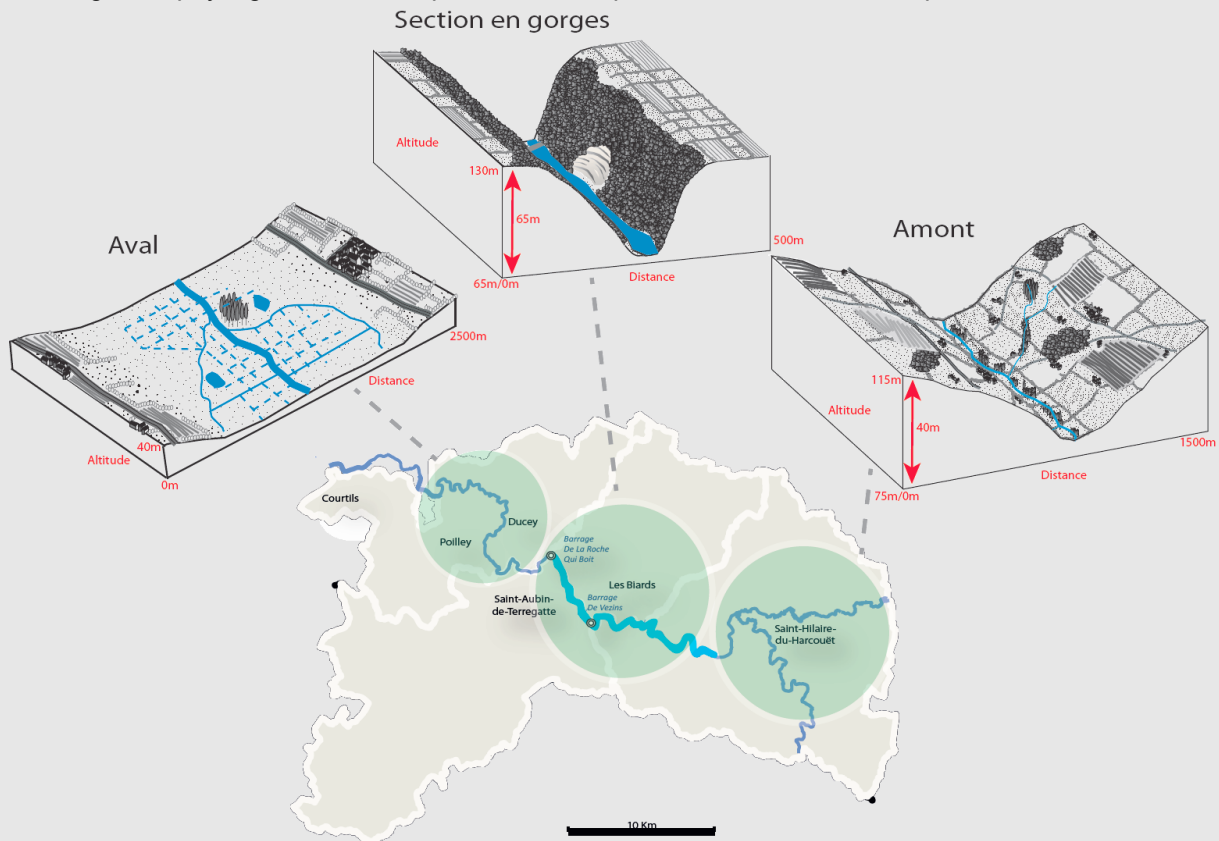 Section en gorges
Altitude
130m
65m
65m/0m
Distance
500m
Aval
2500m
Distance
40m
Altitude
0m
Amont
115m
Altitude
40m
75m/0m
Distance
1500m
Courtils
Ducey
Poilley
Barrage
De La Roche
Qui Boit
Les Biards
Saint-Aubin-
de-Terregatte
Barrage
De Vezins
Saint-Hilaire-
du-Harcouët
10 Km